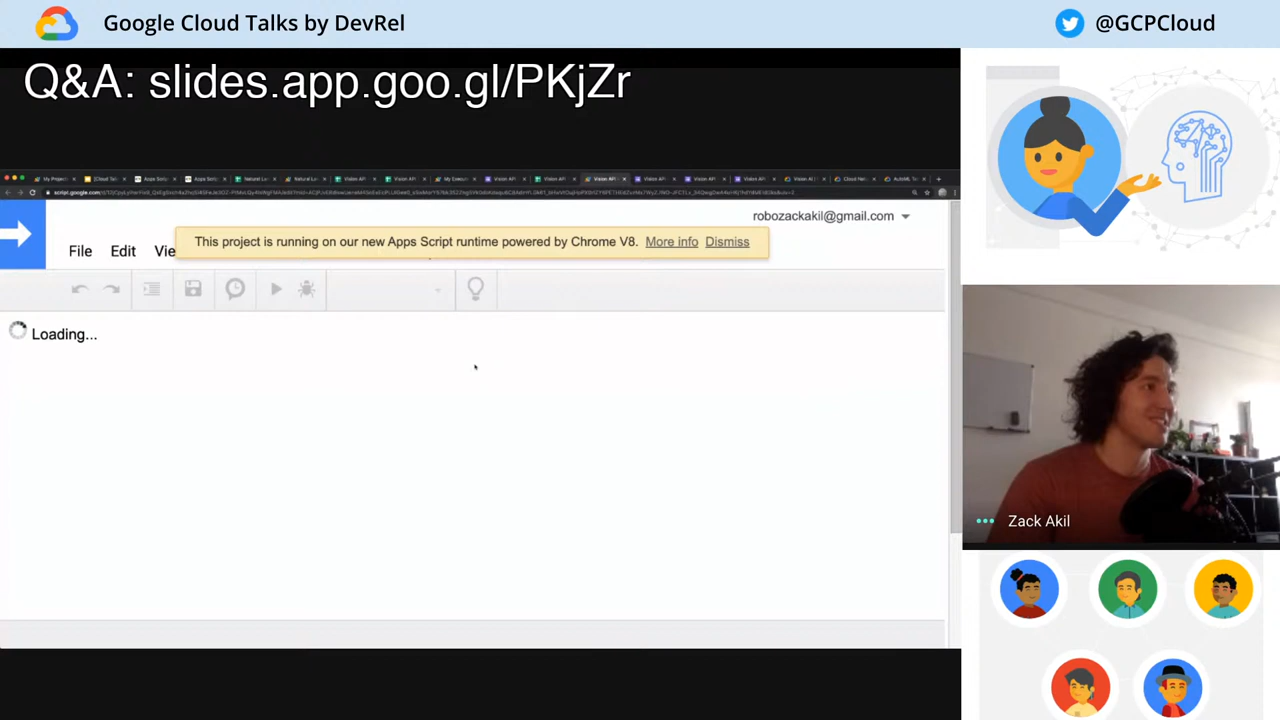 Google Cloud Talks by DevRel
@GCPCloud
Q&A: slides.app.goo.gl/PKjZr
robozackakil@gmail.com
File Edit Vie
This project is running on our new Apps Script runtime powered by Chrome V8. More info Dismiss
Loading...
Zack Akil